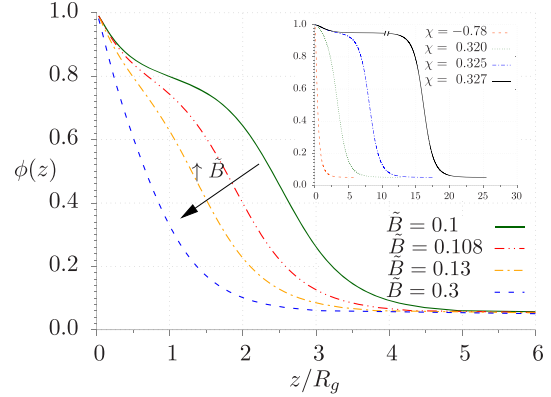 1.0
0.8
0.6
0.4
0.2
0.0
ϕ(z)
0 1 2 3 4 5 6
z/R_g
↑ B̃
B̃ = 0.1
B̃ = 0.108
B̃ = 0.13
B̃ = 0.3
1.0
0.8
0.6
0.4
0.2
0.0
0 5 10 15 20 25 30
χ = −0.78
χ = 0.320
χ = 0.325
χ = 0.327